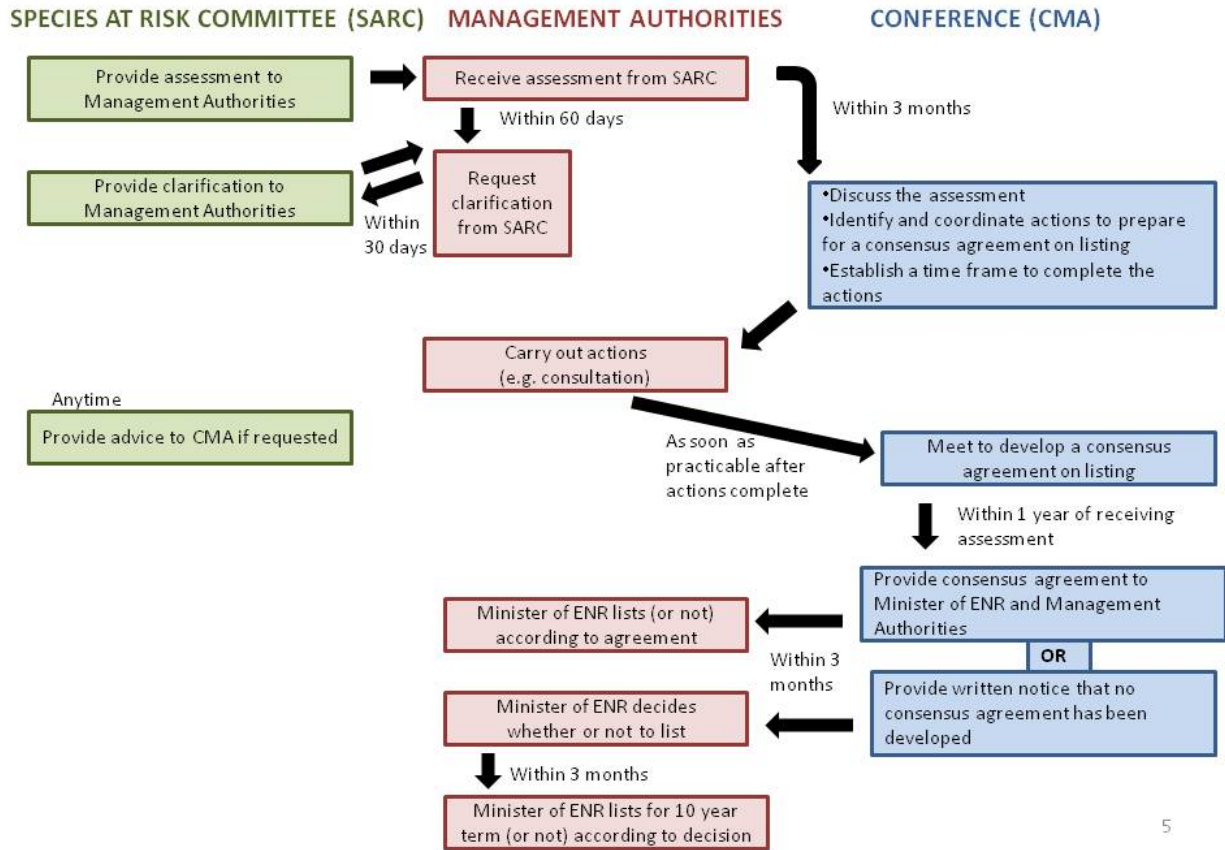 SPECIES AT RISK COMMITTEE (SARC)
MANAGEMENT AUTHORITIES
CONFERENCE (CMA)
Provide assessment to
Management Authorities
Receive assessment from SARC
Within 3 months
Within 60 days
Provide clarification to
Management Authorities
Within
30 days
Request
clarification
from SARC
•Discuss the assessment
•Identify and coordinate actions to prepare
for a consensus agreement on listing
•Establish a time frame to complete the
actions
Carry out actions
(e.g. consultation)
Anytime
Provide advice to CMA if requested
As soon as
practicable after
actions complete
Meet to develop a consensus
agreement on listing
Within 1 year of receiving
assessment
Provide consensus agreement to
Minister of ENR and Management
Authorities
Minister of ENR lists (or not)
according to agreement
OR
Within 3
months
Provide written notice that no
consensus agreement has been
developed
Minister of ENR decides
whether or not to list
Within 3 months
Minister of ENR lists for 10 year
term (or not) according to decision
5